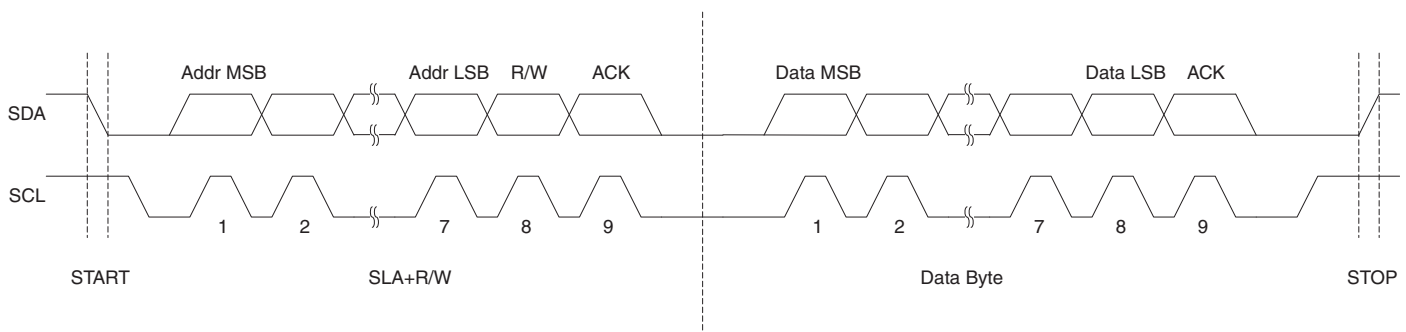 Addr MSB Addr LSB R/W ACK Data MSB Data LSB ACK
SDA
SCL
1 2 7 8 9 1 2 7 8 9
START SLA+R/W Data Byte STOP